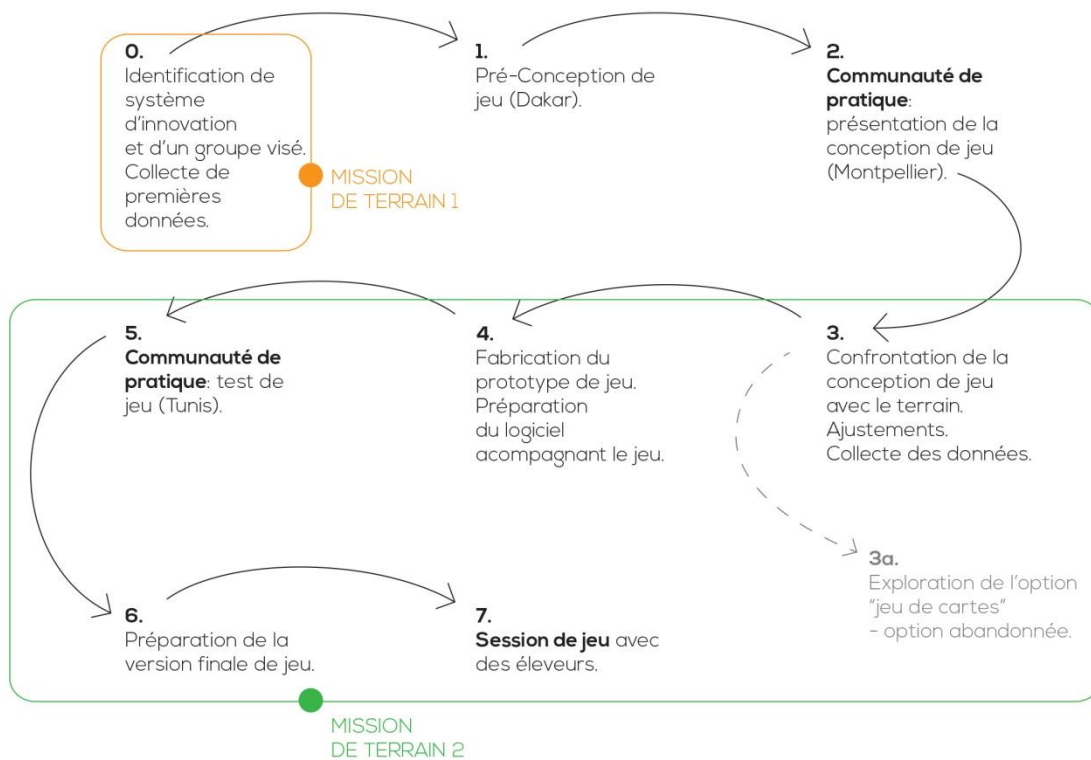 0.
Identification de
système
d'innovation
et d'un groupe visé.
Collecte de
premières
données.
MISSION
DE TERRAIN 1
1.
Pré-Conception de
jeu (Dakar).
2.
Communauté de
pratique:
présentation de la
conception de jeu
(Montpellier).
3.
Confrontation de la
conception de jeu
avec le terrain.
Ajustements.
Collecte des données.
3a.
Exploration de l'option
"jeu de cartes"
- option abandonnée.
4.
Fabrication du
prototype de jeu.
Préparation
du logiciel
acompagnant le jeu.
5.
Communauté de
pratique: test de
jeu (Tunis).
6.
Préparation de la
version finale de jeu.
7.
Session de jeu avec
des éleveurs.
MISSION
DE TERRAIN 2